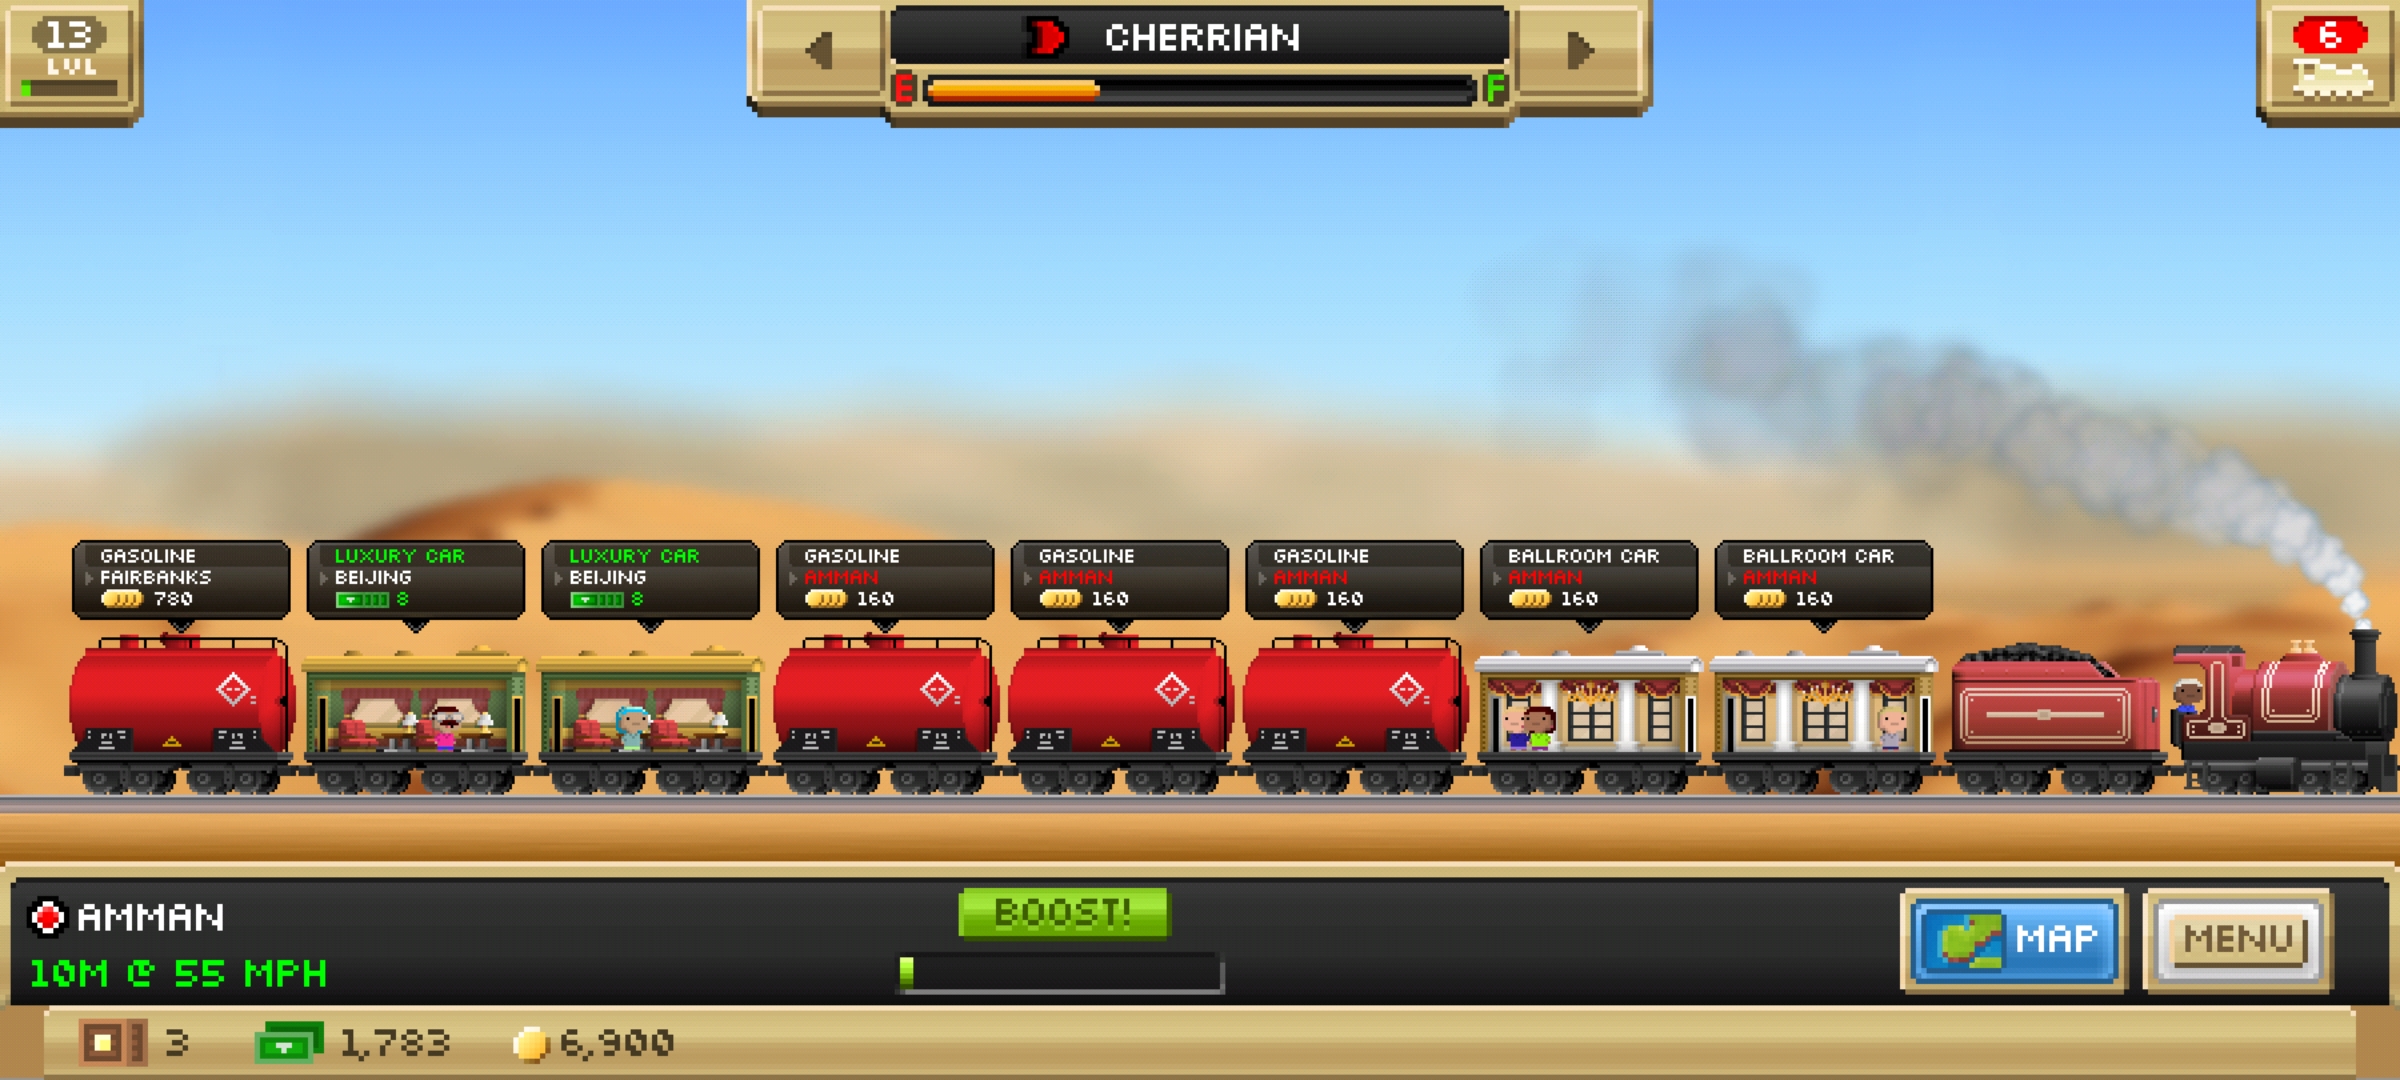 13
LVL
CHERRIAN
E
F
6
GASOLINE
FAIRBANKS
780
LUXURY CAR
BEIJING
8
LUXURY CAR
BEIJING
8
GASOLINE
AMMAN
160
GASOLINE
AMMAN
160
GASOLINE
AMMAN
160
BALLROOM CAR
AMMAN
160
BALLROOM CAR
AMMAN
160
AMMAN
10M @ 55 MPH
BOOST!
MAP
MENU
3
1,783
6,900